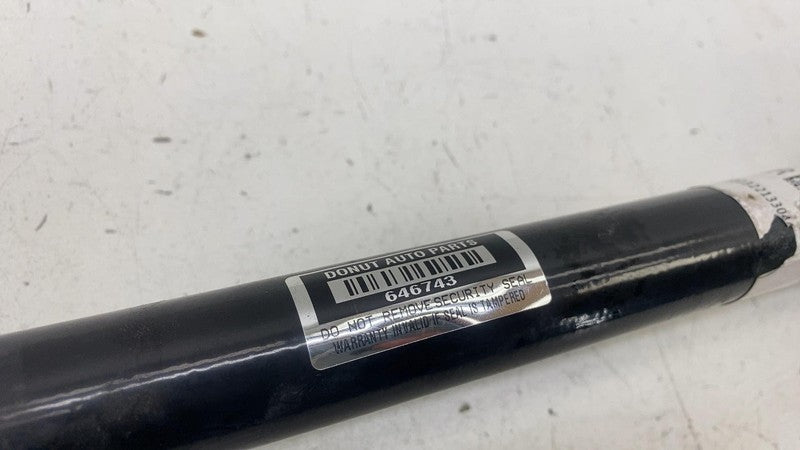 DONUT AUTO PARTS
646743
DO NOT REMOVE SECURITY SEAL
WARRANTY INVALID IF SEAL IS TAMPERED